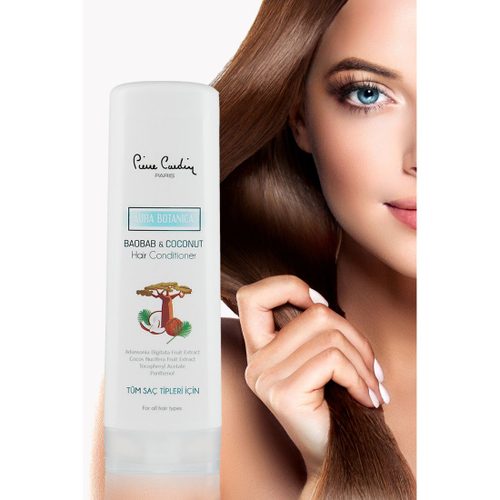 Pierre Cardin
PARIS
AURA BOTANICA
BAOBAB & COCONUT
Hair Conditioner
Adansonia Digitata Fruit Extract
Cocos Nucifera Fruit Extract
Tocopheryl Acetate
Panthenol
TÜM SAÇ TİPLERİ İÇİN
For all hair types